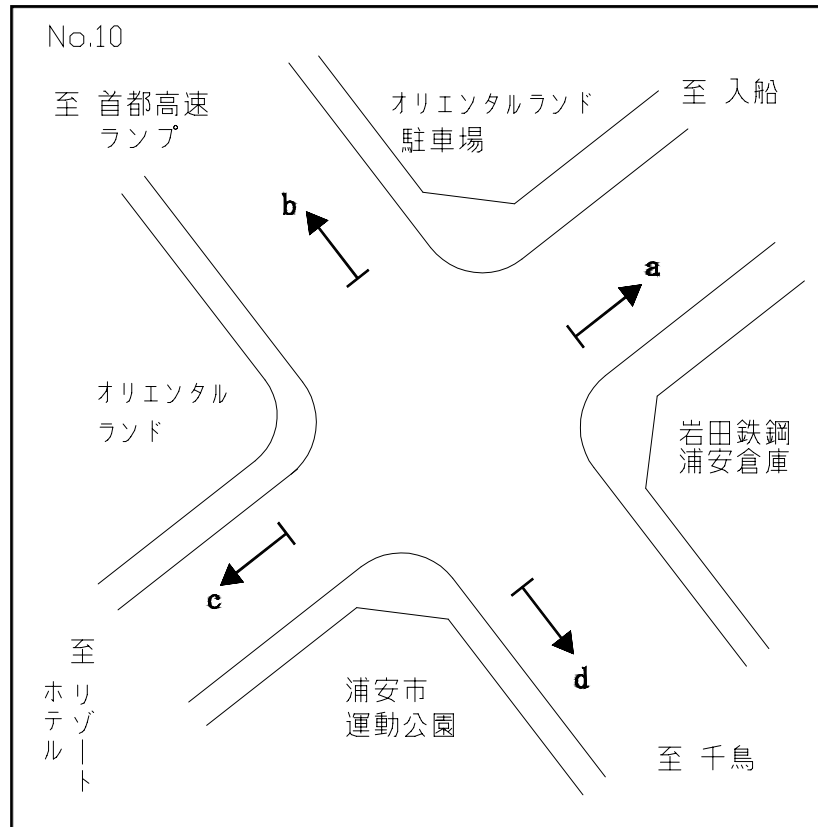 No.10
至 首都高速
ランプ
オリエンタルランド
駐車場
至 入船
b
a
オリエンタル
ランド
岩田鉄鋼
浦安倉庫
c
d
至
リゾート
ホテル
浦安市
運動公園
至 千鳥